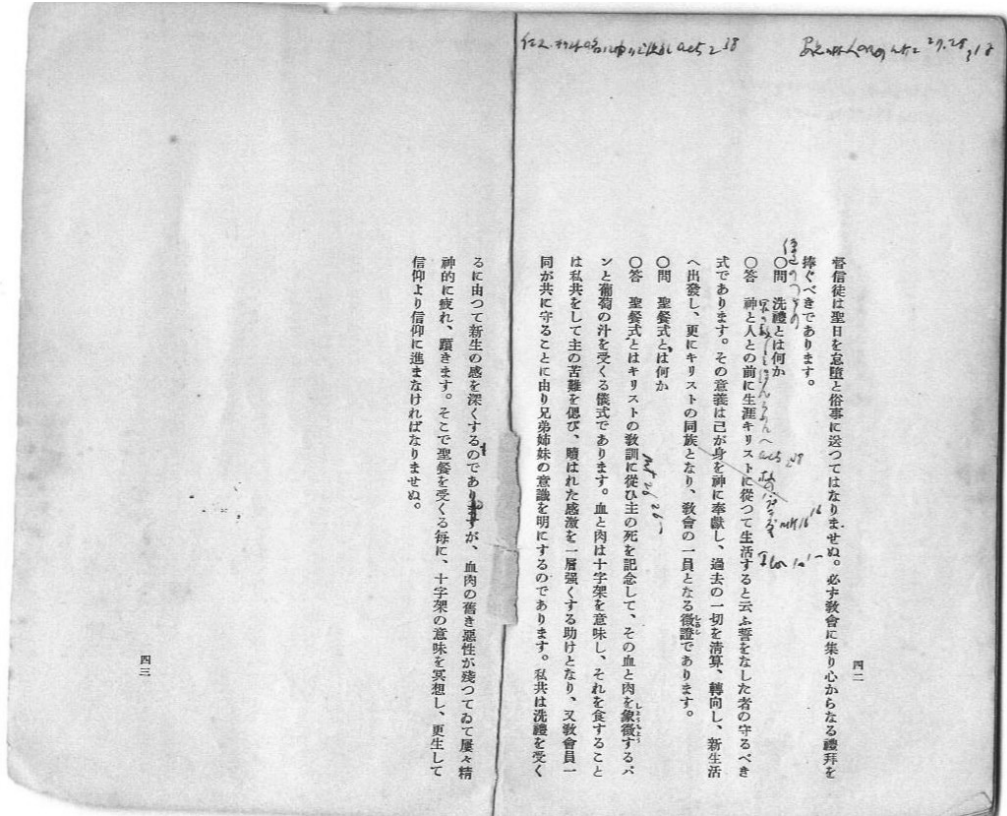 督信徒は聖日を怠墮と俗事に送つてはなりませぬ。必ず敎會に集り心からなる禮拜を
捧ぐべきであります。
〇問　洗禮とは何か
〇答　神と人との前に生涯キリストに從つて生活すると云ふ誓をなした者の守るべき
式であります。その意義は己が身を神に奉獻し、過去の一切を淸算、轉向し、新生活
へ出發し、更にキリストの同族となり、敎會の一員となる徵證であります。
〇問　聖餐式とは何か
〇答　聖餐式とはキリストの敎訓に從ひ主の死を記念して、その血と肉を象徵するパ
ンと葡萄の汁を受くる儀式であります。血と肉は十字架を意味し、それを食すること
は私共をして主の苦難を偲び、贖はれた感激を一層强くする助けとなり、又敎會員一
同が共に守ることに由り兄弟姉妹の意識を明にするのであります。私共は洗禮を受く
四二
るに由つて新生の感を深くするのでありますが、血肉の舊き惡性が殘つてゐて屢々精
神的に疲れ、躓きます。そこで聖餐を受くる每に、十字架の意味を冥想し、更生して
信仰より信仰に進まなければなりませぬ。
四三